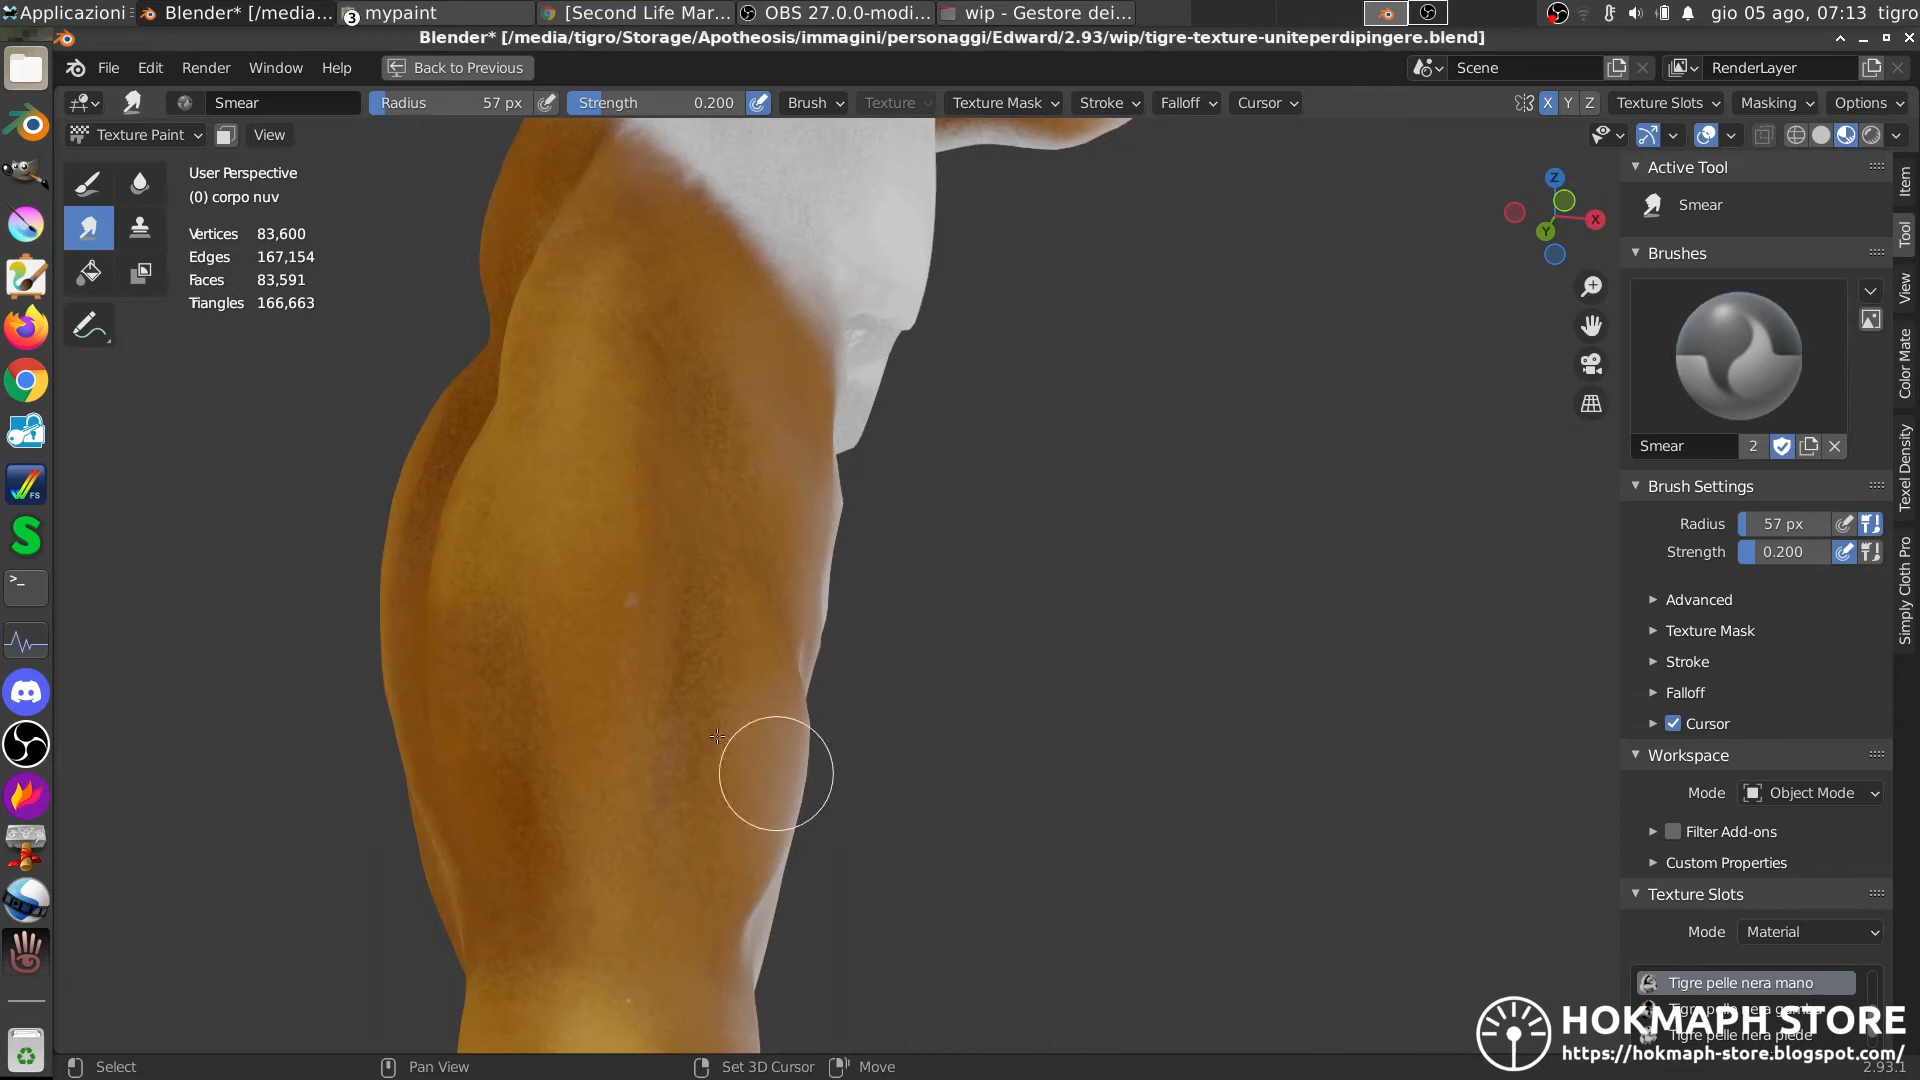 Applicazioni
Blender* [/media...
3 mypaint
[Second Life Mar...
OBS 27.0.0-modi...
wip - Gestore dei...
gio 05 ago, 07:13 tigro
Blender* [/media/tigro/Storage/Apotheosis/immagini/personaggi/Edward/2.93/wip/tigre-texture-uniteperdipingere.blend]
File Edit Render Window Help Back to Previous Scene RenderLayer
Smear Radius 57 px Strength 0.200 Brush Texture Texture Mask Stroke Falloff Cursor X Y Z Texture Slots Masking Options
Texture Paint View
User Perspective
(0) corpo nuv
Vertices 83,600
Edges 167,154
Faces 83,591
Triangles 166,663
Z
X
Y
Active Tool
Smear
Brushes
Smear 2
Brush Settings
Radius 57 px
Strength 0.200
Advanced
Texture Mask
Stroke
Falloff
Cursor
Workspace
Mode Object Mode
Filter Add-ons
Custom Properties
Texture Slots
Mode Material
Tigre pelle nera mano
Tigre pelle nera gamba
Tigre pelle nera piede
Item
Tool
View
Color Mate
Texel Density
Simply Cloth Pro
FS
HOKMAPH STORE
https://hokmaph-store.blogspot.com/
Select Pan View Set 3D Cursor Move 2.93.1